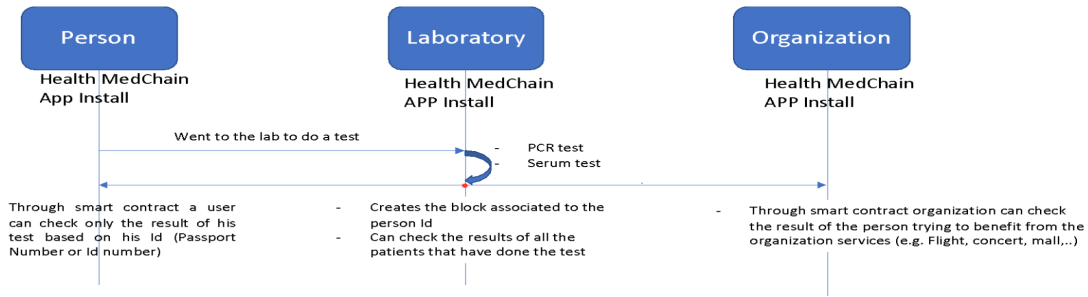 Person
Laboratory
Organization
Health MedChain
App Install
Health MedChain
APP Install
Health MedChain
APP Install
Went to the lab to do a test
- PCR test
- Serum test
Through smart contract a user
can check only the result of his
test based on his Id (Passport
Number or Id number)
- Creates the block associated to the
person Id
- Can check the results of all the
patients that have done the test
- Through smart contract organization can check
the result of the person trying to benefit from the
organization services (e.g. Flight, concert, mall,..)